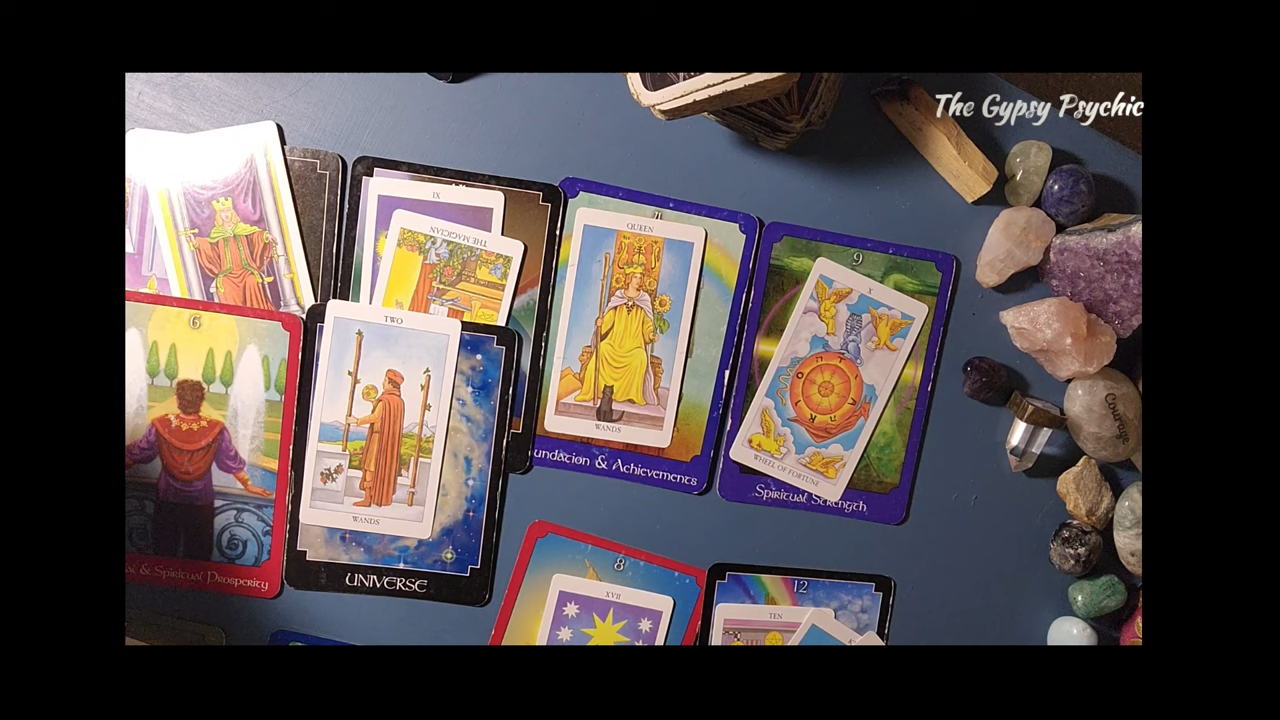 The Gypsy Psychic
IX
THE MAGICIAN
QUEEN
WANDS
undation & Achievements
9
X
WHEEL OF FORTUNE
Spiritual Strength
6
al & Spiritual Prosperity
TWO
WANDS
UNIVERSE
8
XVII
12
TEN
Courage